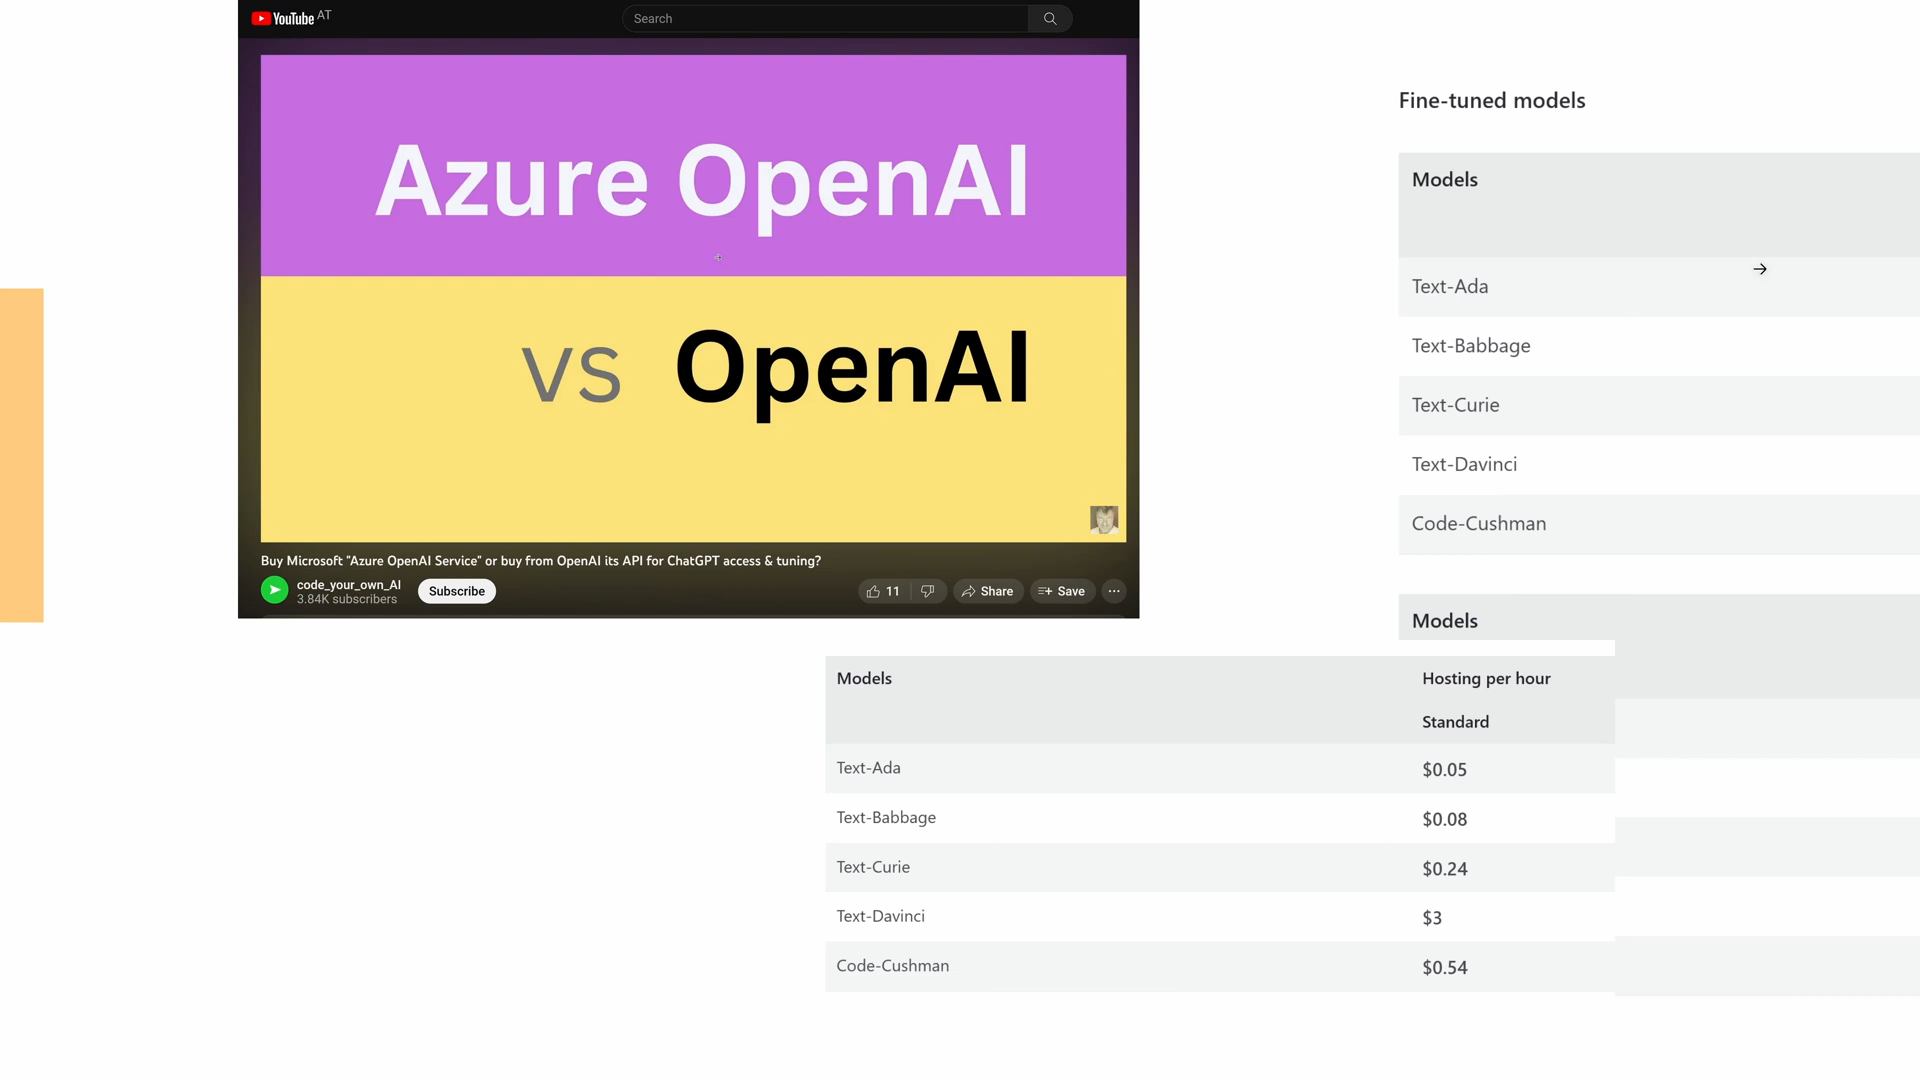 YouTube AT
Search
Azure OpenAI
vs OpenAI
Buy Microsoft "Azure OpenAI Service" or buy from OpenAI its API for ChatGPT access & tuning?
code_your_own_AI
3.84K subscribers
Subscribe
11
Share
Save
Fine-tuned models
Models
Text-Ada
Text-Babbage
Text-Curie
Text-Davinci
Code-Cushman
Models
Models Hosting per hour
Standard
Text-Ada $0.05
Text-Babbage $0.08
Text-Curie $0.24
Text-Davinci $3
Code-Cushman $0.54